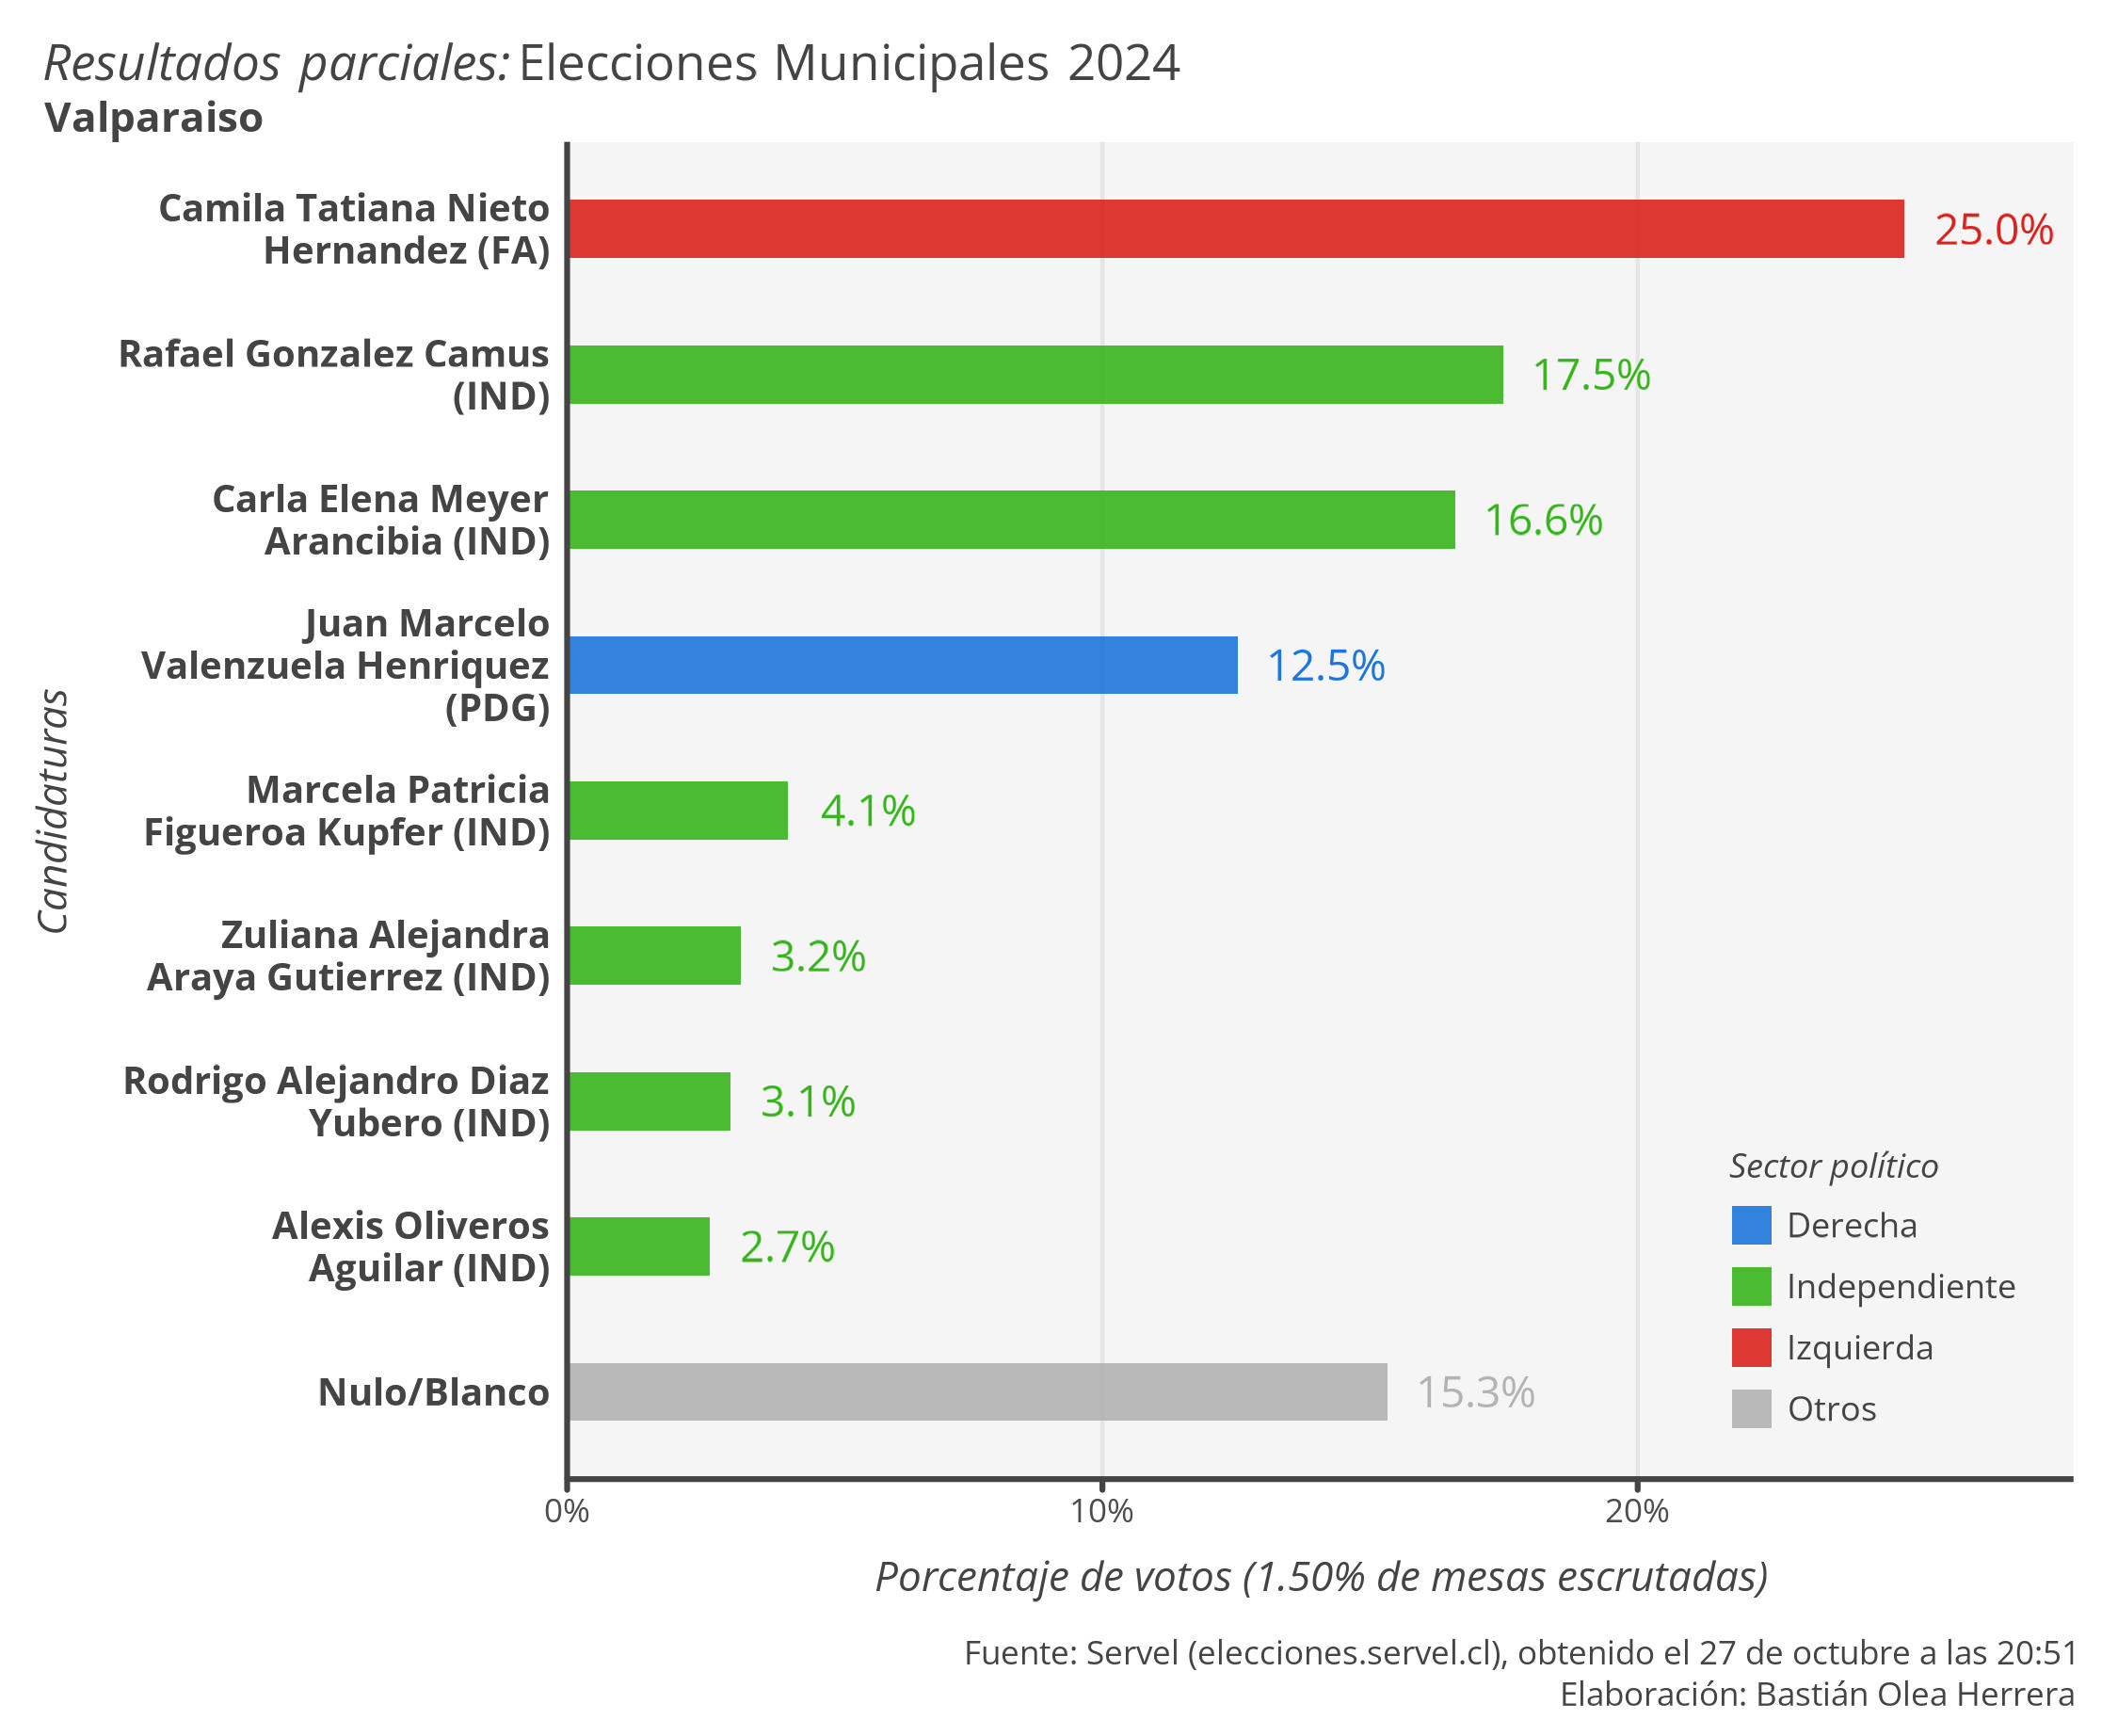 Resultados parciales: Elecciones Municipales 2024
Valparaiso
Candidaturas
Camila Tatiana Nieto
Hernandez (FA)
25.0%
Rafael Gonzalez Camus
(IND)
17.5%
Carla Elena Meyer
Arancibia (IND)
16.6%
Juan Marcelo
Valenzuela Henriquez
(PDG)
12.5%
Marcela Patricia
Figueroa Kupfer (IND)
4.1%
Zuliana Alejandra
Araya Gutierrez (IND)
3.2%
Rodrigo Alejandro Diaz
Yubero (IND)
3.1%
Alexis Oliveros
Aguilar (IND)
2.7%
Nulo/Blanco
15.3%
Sector político
Derecha
Independiente
Izquierda
Otros
0%
10%
20%
Porcentaje de votos (1.50% de mesas escrutadas)
Fuente: Servel (elecciones.servel.cl), obtenido el 27 de octubre a las 20:51
Elaboración: Bastián Olea Herrera